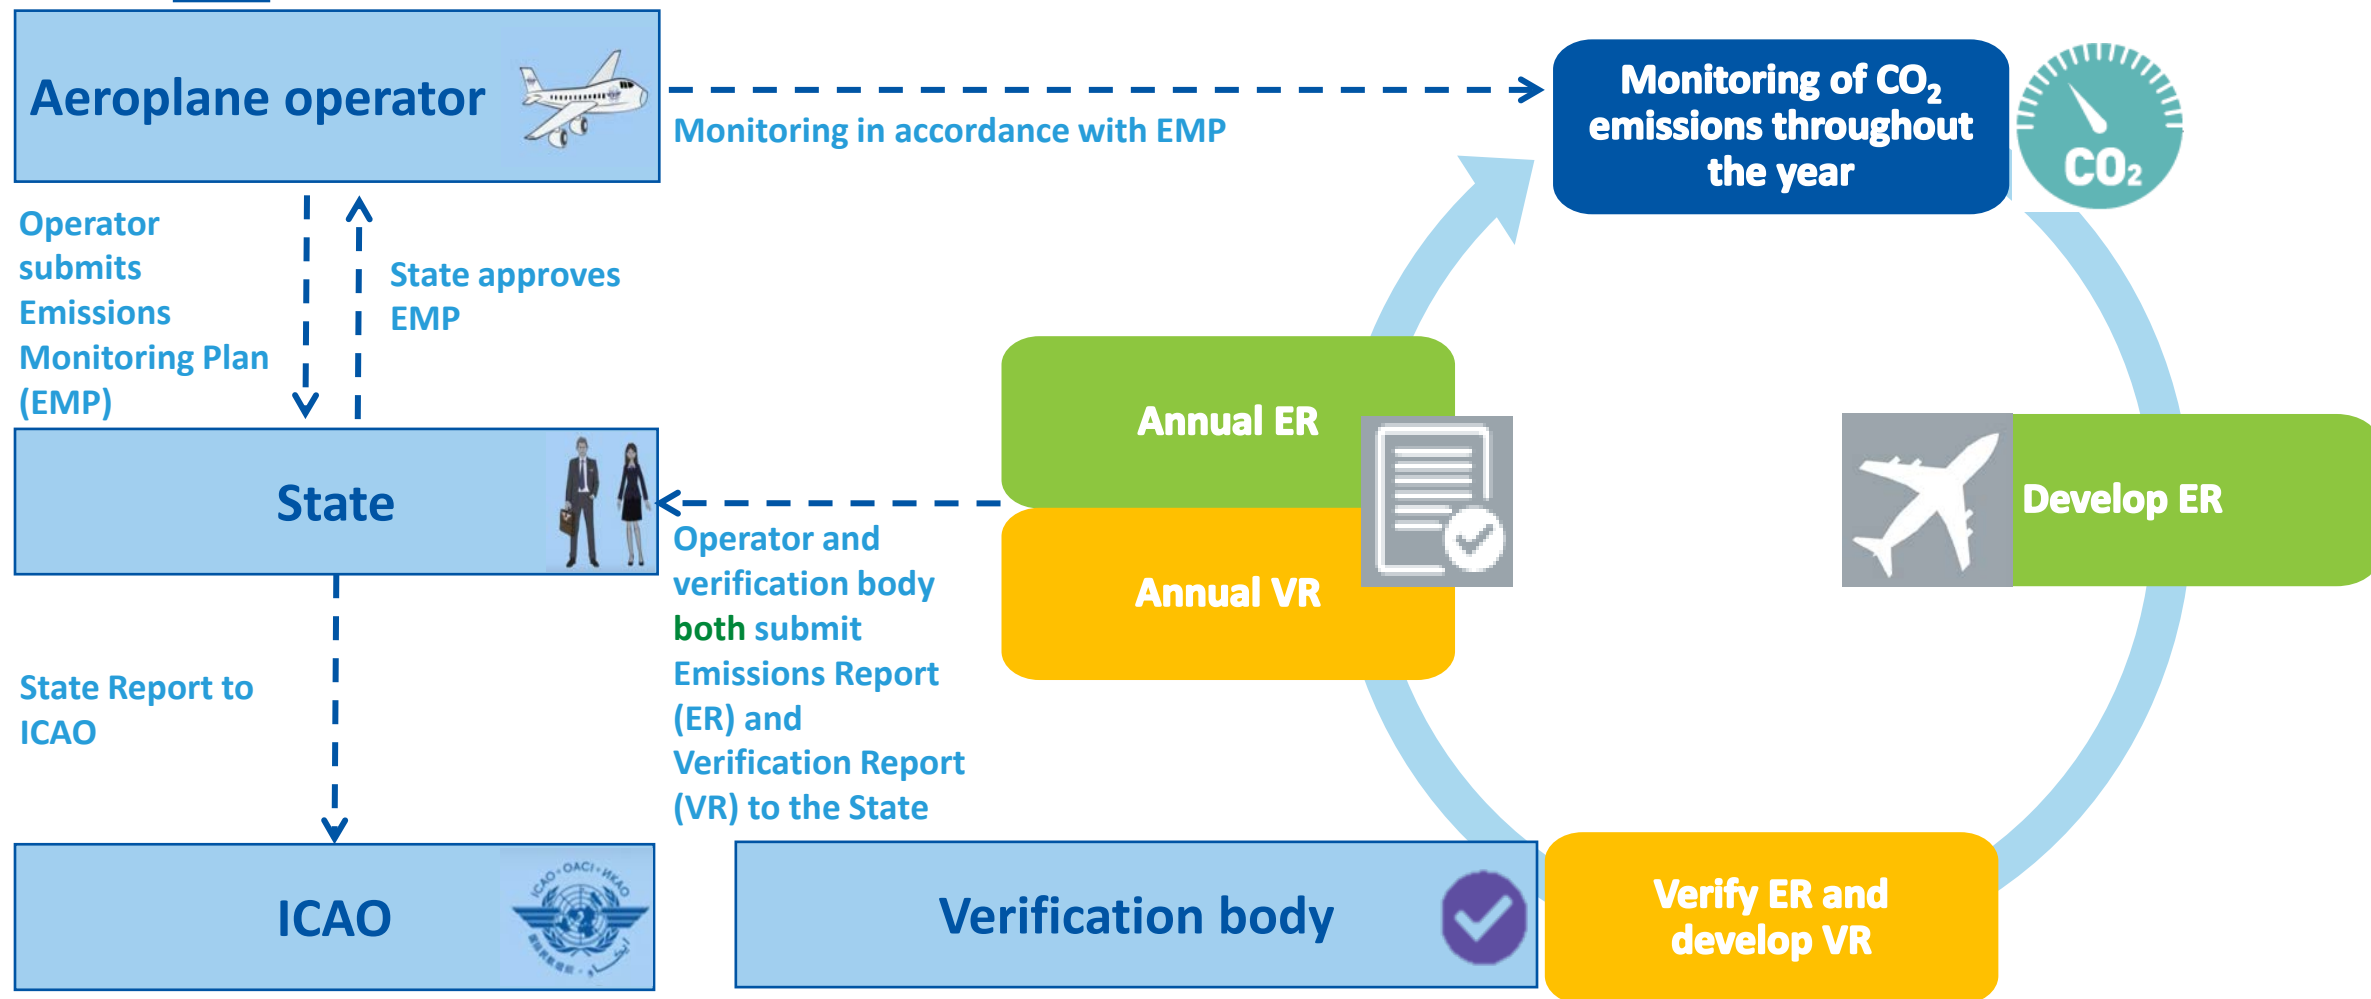 Aeroplane operator
Monitoring in accordance with EMP
Monitoring of CO₂
emissions throughout
the year
CO₂
Operator
submits
Emissions
Monitoring Plan
(EMP)
State approves
EMP
State
Annual ER
Annual VR
Develop ER
Operator and
verification body
both submit
Emissions Report
(ER) and
Verification Report
(VR) to the State
State Report to
ICAO
ICAO
ICAO · OACI · ИКАО
Verification body
Verify ER and
develop VR